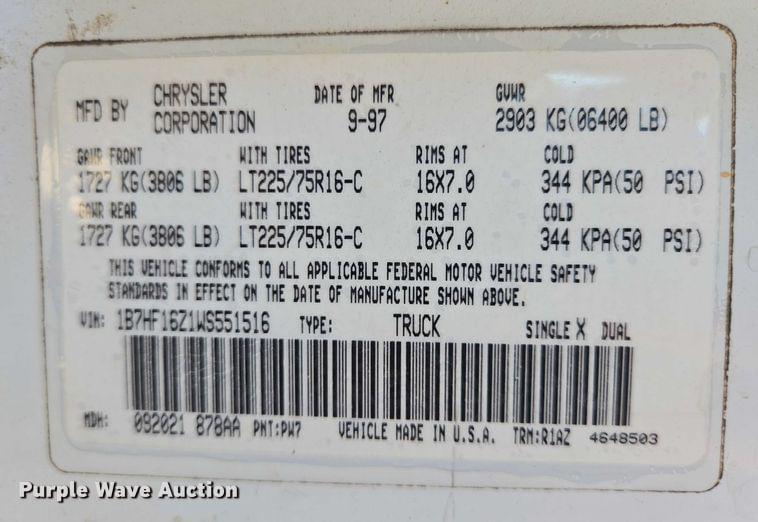 MFD BY CHRYSLER CORPORATION DATE OF MFR 9-97 GVWR 2903 KG(06400 LB)
GAWR FRONT WITH TIRES RIMS AT COLD
1727 KG(3806 LB) LT225/75R16-C 16X7.0 344 KPA(50 PSI)
GAWR REAR WITH TIRES RIMS AT COLD
1727 KG(3806 LB) LT225/75R16-C 16X7.0 344 KPA(50 PSI)
THIS VEHICLE CONFORMS TO ALL APPLICABLE FEDERAL MOTOR VEHICLE SAFETY
STANDARDS IN EFFECT ON THE DATE OF MANUFACTURE SHOWN ABOVE.
VIN: 1B7HF16Z1WS551516 TYPE: TRUCK SINGLE X DUAL
MDH: 092021 878AA PNT:PW7 VEHICLE MADE IN U.S.A. TRM:R1AZ 4648503
Purple Wave Auction